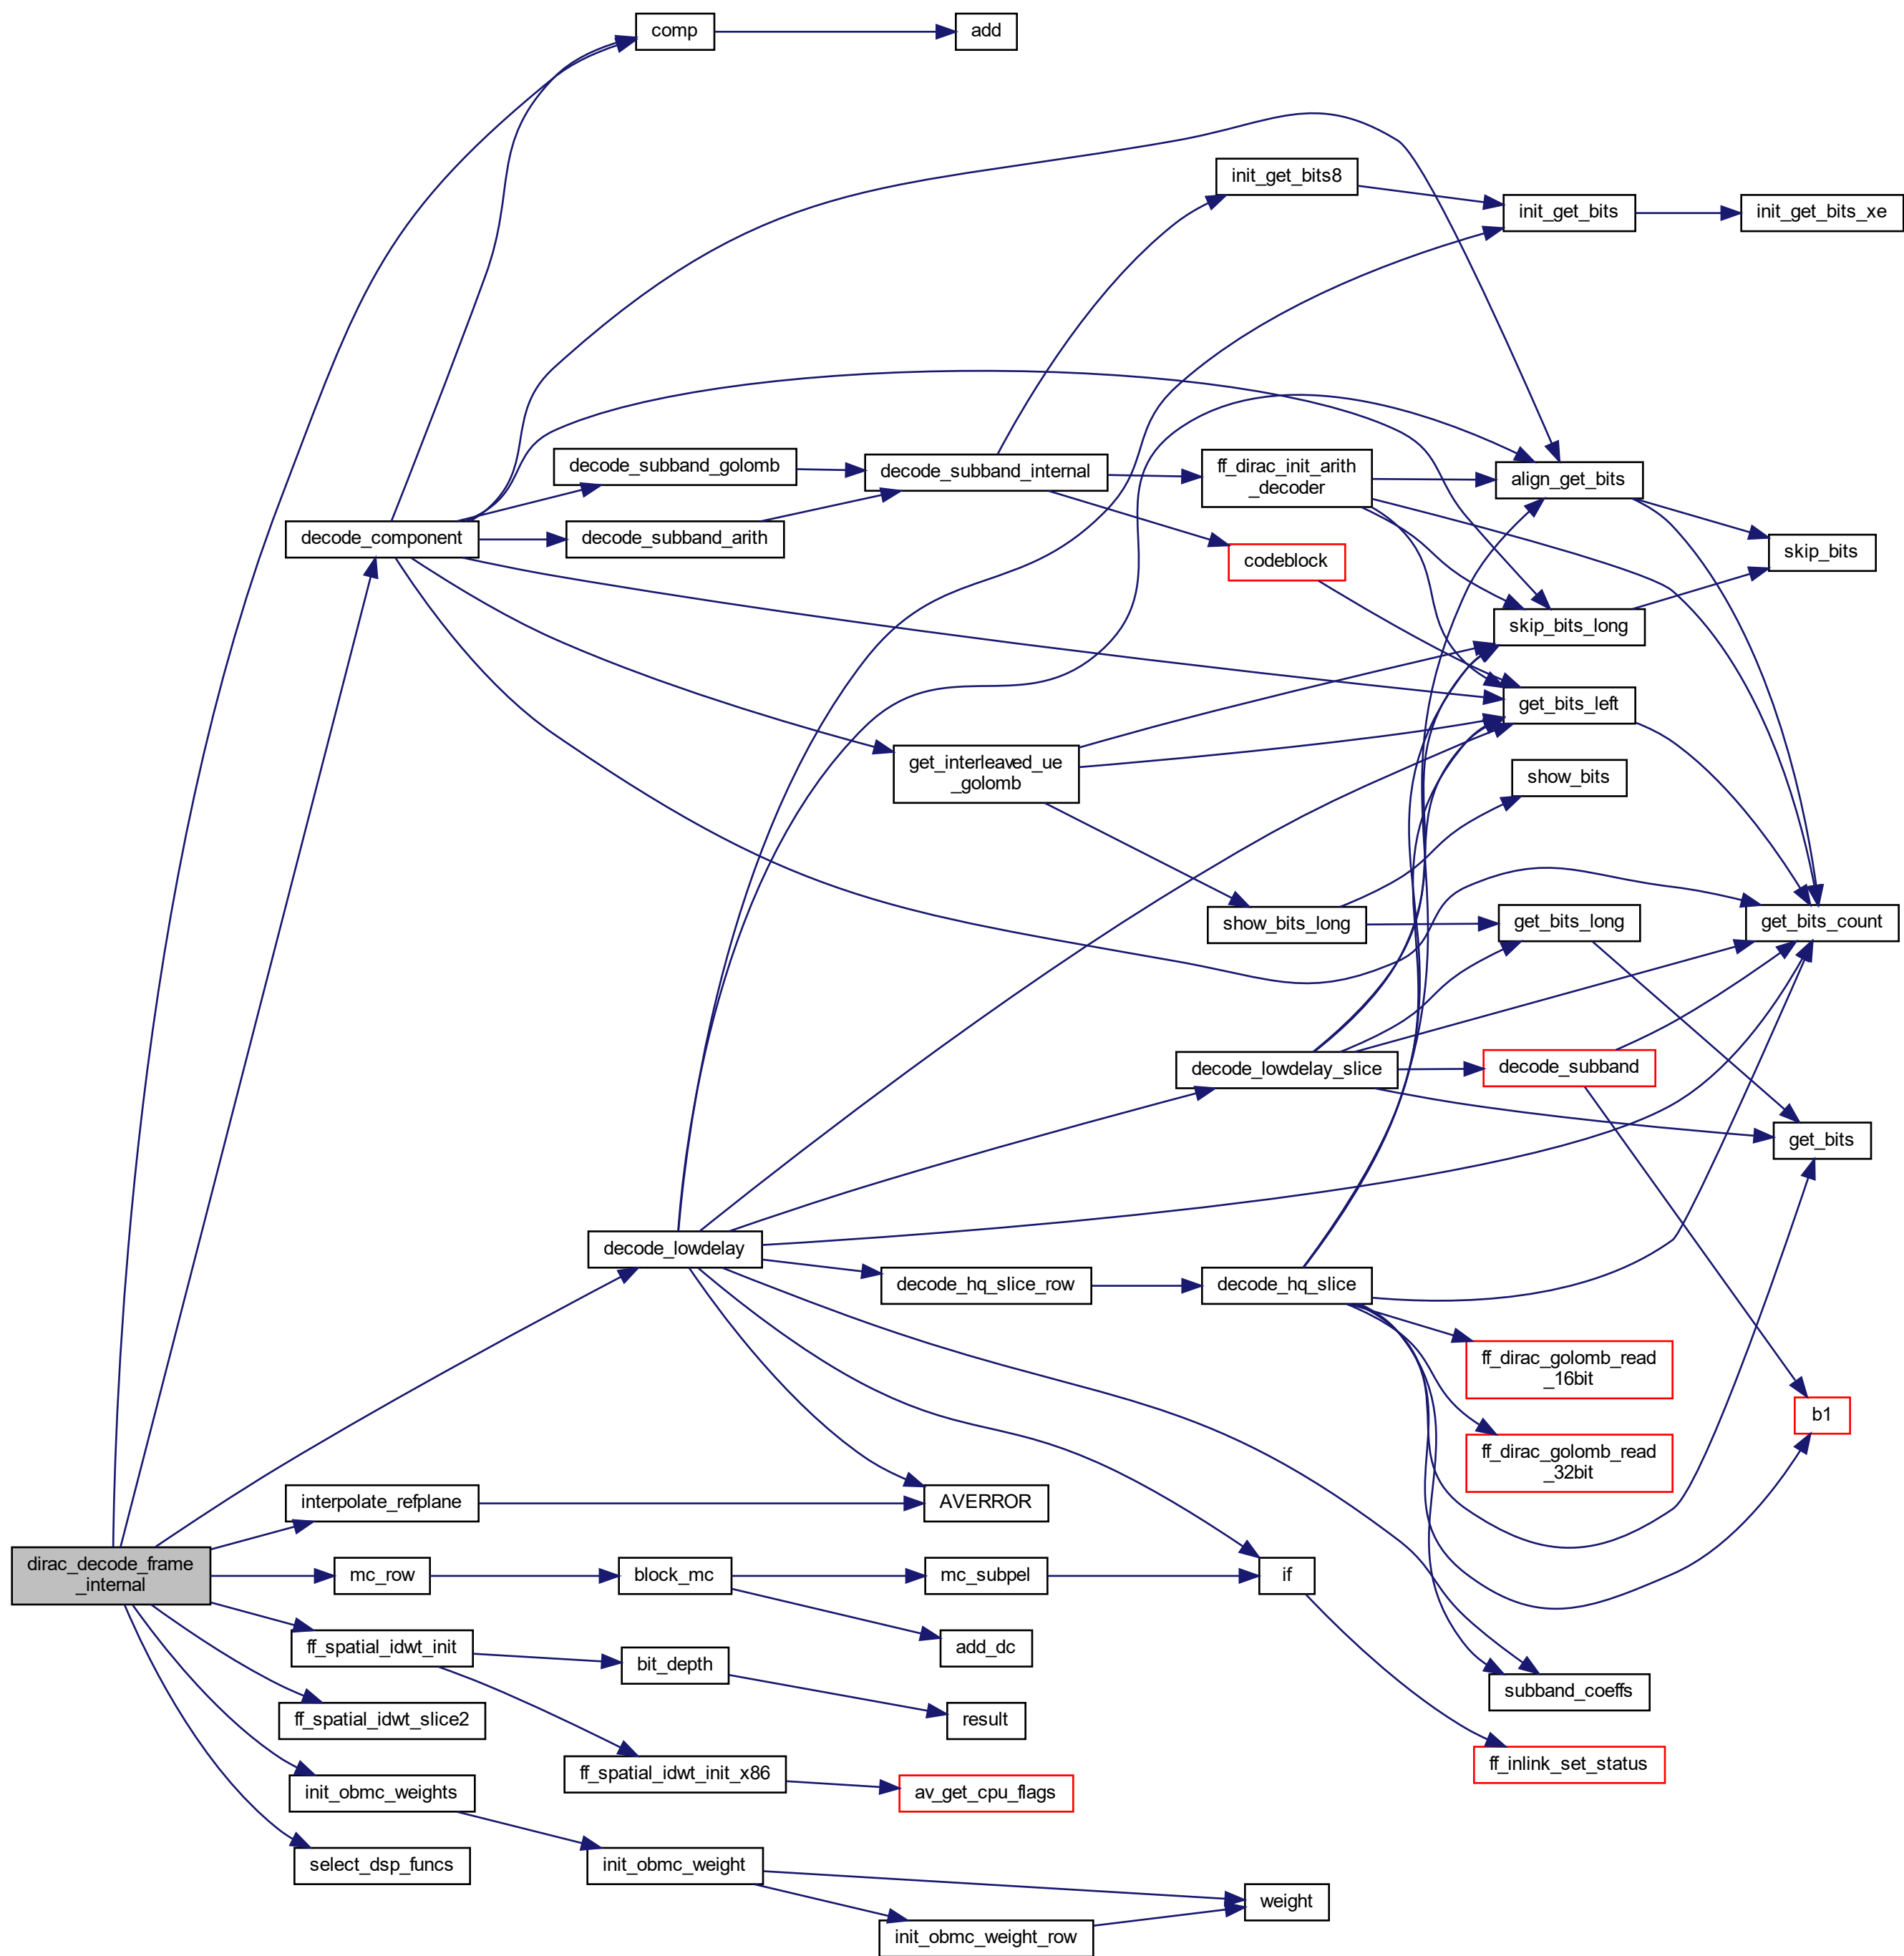 comp
add
init_get_bits8
init_get_bits
init_get_bits_xe
decode_subband_golomb
decode_subband_internal
ff_dirac_init_arith
_decoder
align_get_bits
decode_component
decode_subband_arith
codeblock
skip_bits
skip_bits_long
get_bits_left
get_interleaved_ue
_golomb
show_bits
show_bits_long
get_bits_long
get_bits_count
decode_lowdelay_slice
decode_subband
get_bits
decode_lowdelay
decode_hq_slice_row
decode_hq_slice
ff_dirac_golomb_read
_16bit
b1
ff_dirac_golomb_read
_32bit
interpolate_refplane
AVERROR
dirac_decode_frame
_internal
mc_row
block_mc
mc_subpel
if
ff_spatial_idwt_init
bit_depth
add_dc
subband_coeffs
ff_spatial_idwt_slice2
result
ff_inlink_set_status
ff_spatial_idwt_init_x86
av_get_cpu_flags
init_obmc_weights
select_dsp_funcs
init_obmc_weight
weight
init_obmc_weight_row